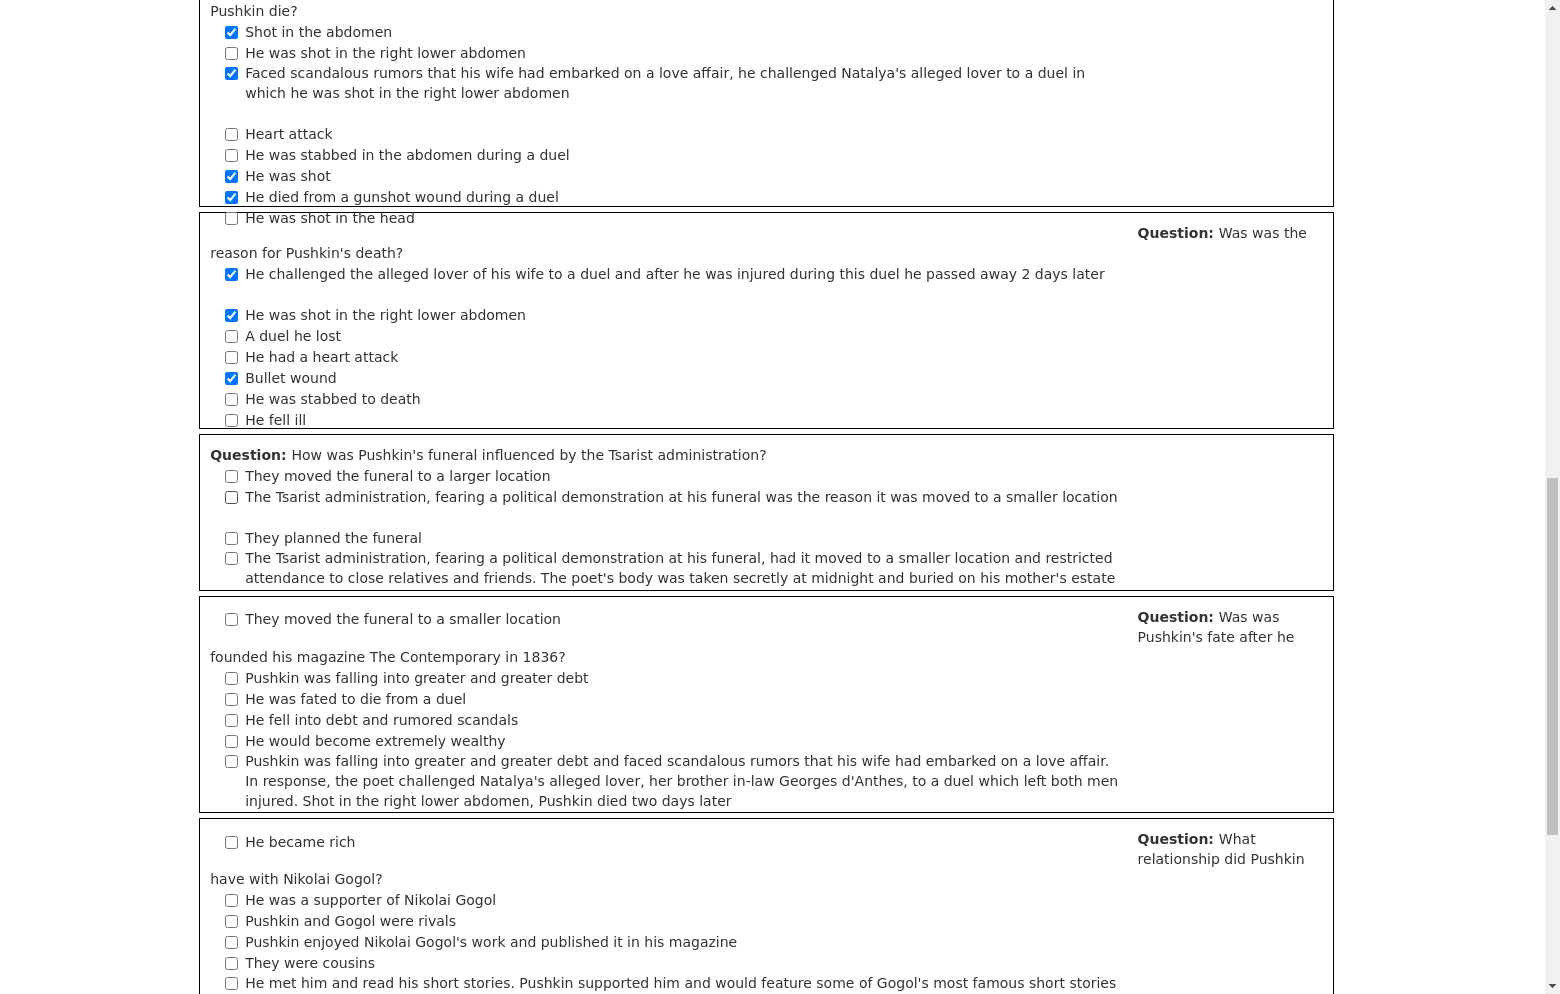 Pushkin die?
Shot in the abdomen
He was shot in the right lower abdomen
Faced scandalous rumors that his wife had embarked on a love affair, he challenged Natalya's alleged lover to a duel in
which he was shot in the right lower abdomen
Heart attack
He was stabbed in the abdomen during a duel
He was shot
He died from a gunshot wound during a duel
He was shot in the head
Question: Was was the
reason for Pushkin's death?
He challenged the alleged lover of his wife to a duel and after he was injured during this duel he passed away 2 days later
He was shot in the right lower abdomen
A duel he lost
He had a heart attack
Bullet wound
He was stabbed to death
He fell ill
Question: How was Pushkin's funeral influenced by the Tsarist administration?
They moved the funeral to a larger location
The Tsarist administration, fearing a political demonstration at his funeral was the reason it was moved to a smaller location
They planned the funeral
The Tsarist administration, fearing a political demonstration at his funeral, had it moved to a smaller location and restricted
attendance to close relatives and friends. The poet's body was taken secretly at midnight and buried on his mother's estate
They moved the funeral to a smaller location
Question: Was was
Pushkin's fate after he
founded his magazine The Contemporary in 1836?
Pushkin was falling into greater and greater debt
He was fated to die from a duel
He fell into debt and rumored scandals
He would become extremely wealthy
Pushkin was falling into greater and greater debt and faced scandalous rumors that his wife had embarked on a love affair.
In response, the poet challenged Natalya's alleged lover, her brother in-law Georges d'Anthes, to a duel which left both men
injured. Shot in the right lower abdomen, Pushkin died two days later
He became rich
Question: What
relationship did Pushkin
have with Nikolai Gogol?
He was a supporter of Nikolai Gogol
Pushkin and Gogol were rivals
Pushkin enjoyed Nikolai Gogol's work and published it in his magazine
They were cousins
He met him and read his short stories. Pushkin supported him and would feature some of Gogol's most famous short stories